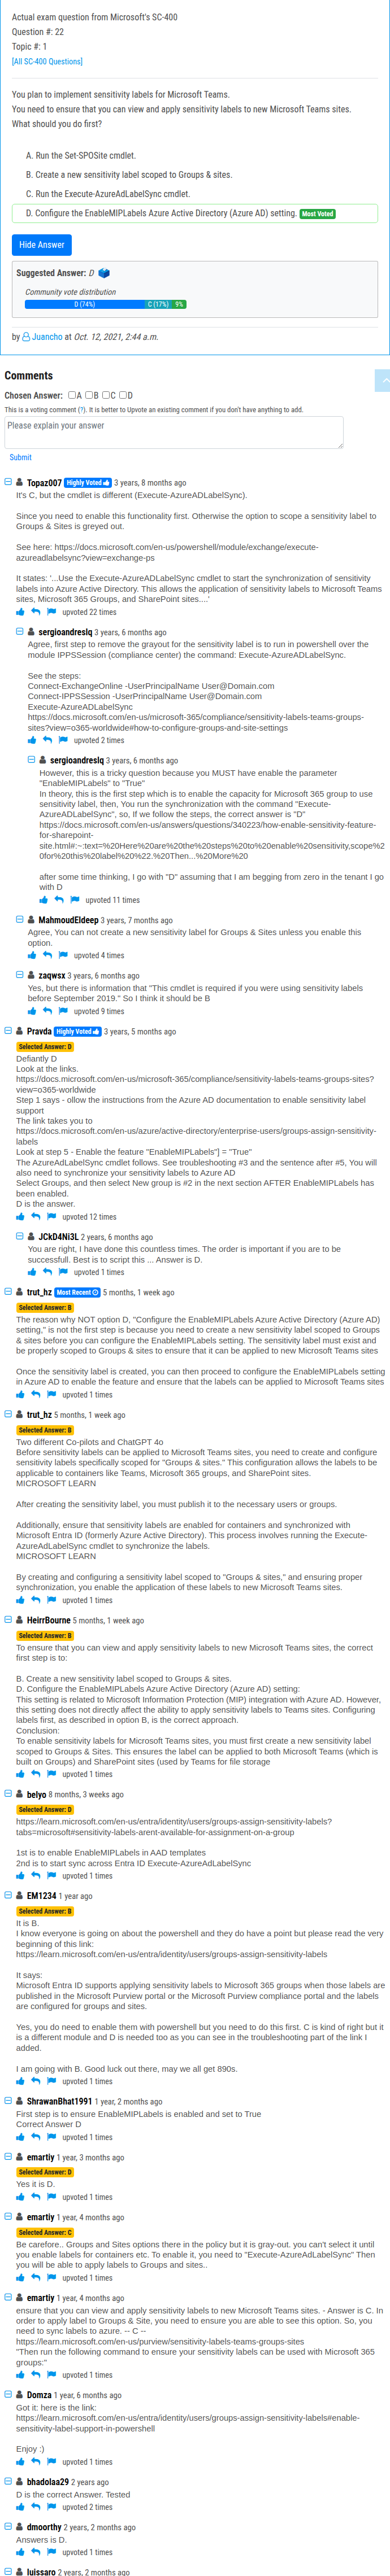 Actual exam question from Microsoft's SC-400
Question #: 22
Topic #: 1
[All SC-400 Questions]
You plan to implement sensitivity labels for Microsoft Teams.
You need to ensure that you can view and apply sensitivity labels to new Microsoft Teams sites.
What should you do first?
A. Run the Set-SPOSite cmdlet.
B. Create a new sensitivity label scoped to Groups & sites.
C. Run the Execute-AzureAdLabelSync cmdlet.
D. Configure the EnableMIPLabels Azure Active Directory (Azure AD) setting. Most Voted
Hide Answer
Suggested Answer: D
Community vote distribution
D (74%) C (17%) 9%
by Juancho at Oct. 12, 2021, 2:44 a.m.
Comments
Chosen Answer: A B C D
This is a voting comment (?). It is better to Upvote an existing comment if you don't have anything to add.
Please explain your answer
Submit
Topaz007 Highly Voted 3 years, 8 months ago
It's C, but the cmdlet is different (Execute-AzureADLabelSync).
Since you need to enable this functionality first. Otherwise the option to scope a sensibility label to
Groups & Sites is greyed out.
See here: https://docs.microsoft.com/en-us/powershell/module/exchange/execute-
azureadlabelsync?view=exchange-ps
It states: '...Use the Execute-AzureADLabelSync cmdlet to start the synchronization of sensitivity
labels into Azure Active Directory. This allows the application of sensitivity labels to Microsoft Teams
sites, Microsoft 365 Groups, and SharePoint sites....'
upvoted 22 times
sergioandreslq 3 years, 6 months ago
Agree, first step to remove the grayout for the sensitivity label is to run in powershell over the
module IPPSSession (compliance center) the command: Execute-AzureADLabelSync.
See the steps:
Connect-ExchangeOnline -UserPrincipalName User@Domain.com
Connect-IPPSSession -UserPrincipalName User@Domain.com
Execute-AzureADLabelSync
https://docs.microsoft.com/en-us/microsoft-365/compliance/sensitivity-labels-teams-groups-
sites?view=o365-worldwide#how-to-configure-groups-and-site-settings
upvoted 2 times
sergioandreslq 3 years, 6 months ago
However, this is a tricky question because you MUST have enable the parameter
"EnableMIPLabels" to "True"
In theory, this is the first step which is to enable the capacity for Microsoft 365 group to use
sensitivity label, then, You run the synchronization with the command "Execute-
AzureADLabelSync", so, If we follow the steps, the correct answer is "D"
https://docs.microsoft.com/en-us/answers/questions/340223/how-enable-sensitivity-feature-
for-sharepoint-
site.html#:~:text=%20Here%20are%20the%20steps%20to%20enable%20sensitivity,scope%2
0for%20this%20label%20%22.%20Then...%20More%20
after some time thinking, I go with "D" assuming that I am begging from zero in the tenant I go
with D
upvoted 11 times
MahmoudEldeep 3 years, 7 months ago
Agree, You can not create a new sensitivity label for Groups & Sites unless you enable this
option.
upvoted 4 times
zaqwsx 3 years, 6 months ago
Yes, but there is information that "This cmdlet is required if you were using sensitivity labels
before September 2019." So I think it should be B
upvoted 9 times
Pravda Highly Voted 3 years, 5 months ago
Selected Answer: D
Defiantly D
Look at the links.
https://docs.microsoft.com/en-us/microsoft-365/compliance/sensitivity-labels-teams-groups-sites?
view=o365-worldwide
Step 1 says - ollow the instructions from the Azure AD documentation to enable sensitivity label
support
The link takes you to
https://docs.microsoft.com/en-us/azure/active-directory/enterprise-users/groups-assign-sensitivity-
labels
Look at step 5 - Enable the feature "EnableMIPLabels"] = "True"
The AzureAdLabelSync cmdlet follows. See troubleshooting #3 and the sentence after #5, You will
also need to synchronize your sensitivity labels to Azure AD
Select Groups, and then select New group is #2 in the next section AFTER EnableMIPLabels has
been enabled.
D is the answer.
upvoted 12 times
JCkD4Ni3L 2 years, 6 months ago
You are right, I have done this countless times. The order is important if you are to be
successfull. Best is to script this ... Answer is D.
upvoted 1 times
trut_hz Most Recent 5 months, 1 week ago
Selected Answer: B
The reason why NOT option D, "Configure the EnableMIPLabels Azure Active Directory (Azure AD)
setting," is not the first step is because you need to create a new sensitivity label scoped to Groups
& sites before you can configure the EnableMIPLabels setting. The sensitivity label must exist and
be properly scoped to Groups & sites to ensure that it can be applied to new Microsoft Teams sites
Once the sensitivity label is created, you can then proceed to configure the EnableMIPLabels setting
in Azure AD to enable the feature and ensure that the labels can be applied to Microsoft Teams sites
upvoted 1 times
trut_hz 5 months, 1 week ago
Selected Answer: B
Two different Co-pilots and ChatGPT 4o
Before sensitivity labels can be applied to Microsoft Teams sites, you need to create and configure
sensitivity labels specifically scoped for "Groups & sites." This configuration allows the labels to be
applicable to containers like Teams, Microsoft 365 groups, and SharePoint sites.
MICROSOFT LEARN
After creating the sensitivity label, you must publish it to the necessary users or groups.
Additionally, ensure that sensitivity labels are enabled for containers and synchronized with
Microsoft Entra ID (formerly Azure Active Directory). This process involves running the Execute-
AzureAdLabelSync cmdlet to synchronize the labels.
MICROSOFT LEARN
By creating and configuring a sensitivity label scoped to "Groups & sites," and ensuring proper
synchronization, you enable the application of these labels to new Microsoft Teams sites.
upvoted 1 times
HeirrBourne 5 months, 1 week ago
Selected Answer: B
To ensure that you can view and apply sensitivity labels to new Microsoft Teams sites, the correct
first step is to:
B. Create a new sensitivity label scoped to Groups & sites.
D. Configure the EnableMIPLabels Azure Active Directory (Azure AD) setting:
This setting is related to Microsoft Information Protection (MIP) integration with Azure AD. However,
this setting does not directly affect the ability to apply sensitivity labels to Teams sites. Configuring
labels first, as described in option B, is the correct approach.
Conclusion:
To enable sensitivity labels for Microsoft Teams sites, you must first create a new sensitivity label
scoped to Groups & Sites. This ensures the label can be applied to both Microsoft Teams (which is
built on Groups) and SharePoint sites (used by Teams for file storage
upvoted 1 times
belyo 8 months, 3 weeks ago
Selected Answer: D
https://learn.microsoft.com/en-us/entra/identity/users/groups-assign-sensitivity-labels?
tabs=microsoft#sensitivity-labels-arent-available-for-assignment-on-a-group
1st is to enable EnableMIPLabels in AAD templates
2nd is to start sync across Entra ID Execute-AzureAdLabelSync
upvoted 1 times
EM1234 1 year ago
Selected Answer: B
It is B.
I know everyone is going on about the powershell and they do have a point but please read the very
beginning of this link:
https://learn.microsoft.com/en-us/entra/identity/users/groups-assign-sensitivity-labels
It says:
Microsoft Entra ID supports applying sensitivity labels to Microsoft 365 groups when those labels are
published in the Microsoft Purview portal or the Microsoft Purview compliance portal and the labels
are configured for groups and sites.
Yes, you do need to enable them with powershell but you need to do this first. C is kind of right but it
is a different module and D is needed too as you can see in the troubleshooting part of the link I
added.
I am going with B. Good luck out there, may we all get 890s.
upvoted 1 times
ShrawanBhat1991 1 year, 2 months ago
First step is to ensure EnableMIPLabels is enabled and set to True
Correct Answer D
upvoted 1 times
emartiy 1 year, 3 months ago
Selected Answer: D
Yes it is D.
upvoted 1 times
emartiy 1 year, 4 months ago
Selected Answer: C
Be carefore.. Groups and Sites options there in the policy but it is gray-out. you can't select it until
you enable labels for containers etc. To enable it, you need to "Execute-AzureAdLabelSync" Then
you will be able to apply labels to Groups and sites..
upvoted 1 times
emartiy 1 year, 4 months ago
ensure that you can view and apply sensitivity labels to new Microsoft Teams sites. - Answer is C. In
order to apply label to Groups & Site, you need to ensure you are able to see this option. So, you
need to sync labels to azure. -- C --
https://learn.microsoft.com/en-us/purview/sensitivity-labels-teams-groups-sites
"Then run the following command to ensure your sensitivity labels can be used with Microsoft 365
groups:"
upvoted 1 times
Domza 1 year, 6 months ago
Got it: here is the link:
https://learn.microsoft.com/en-us/entra/identity/users/groups-assign-sensitivity-labels#enable-
sensitivity-label-support-in-powershell
Enjoy :)
upvoted 1 times
bhadolaa29 2 years ago
D is the correct Answer. Tested
upvoted 2 times
dmoorthy 2 years, 2 months ago
Answers is D.
upvoted 1 times
luissaro 2 years, 2 months ago